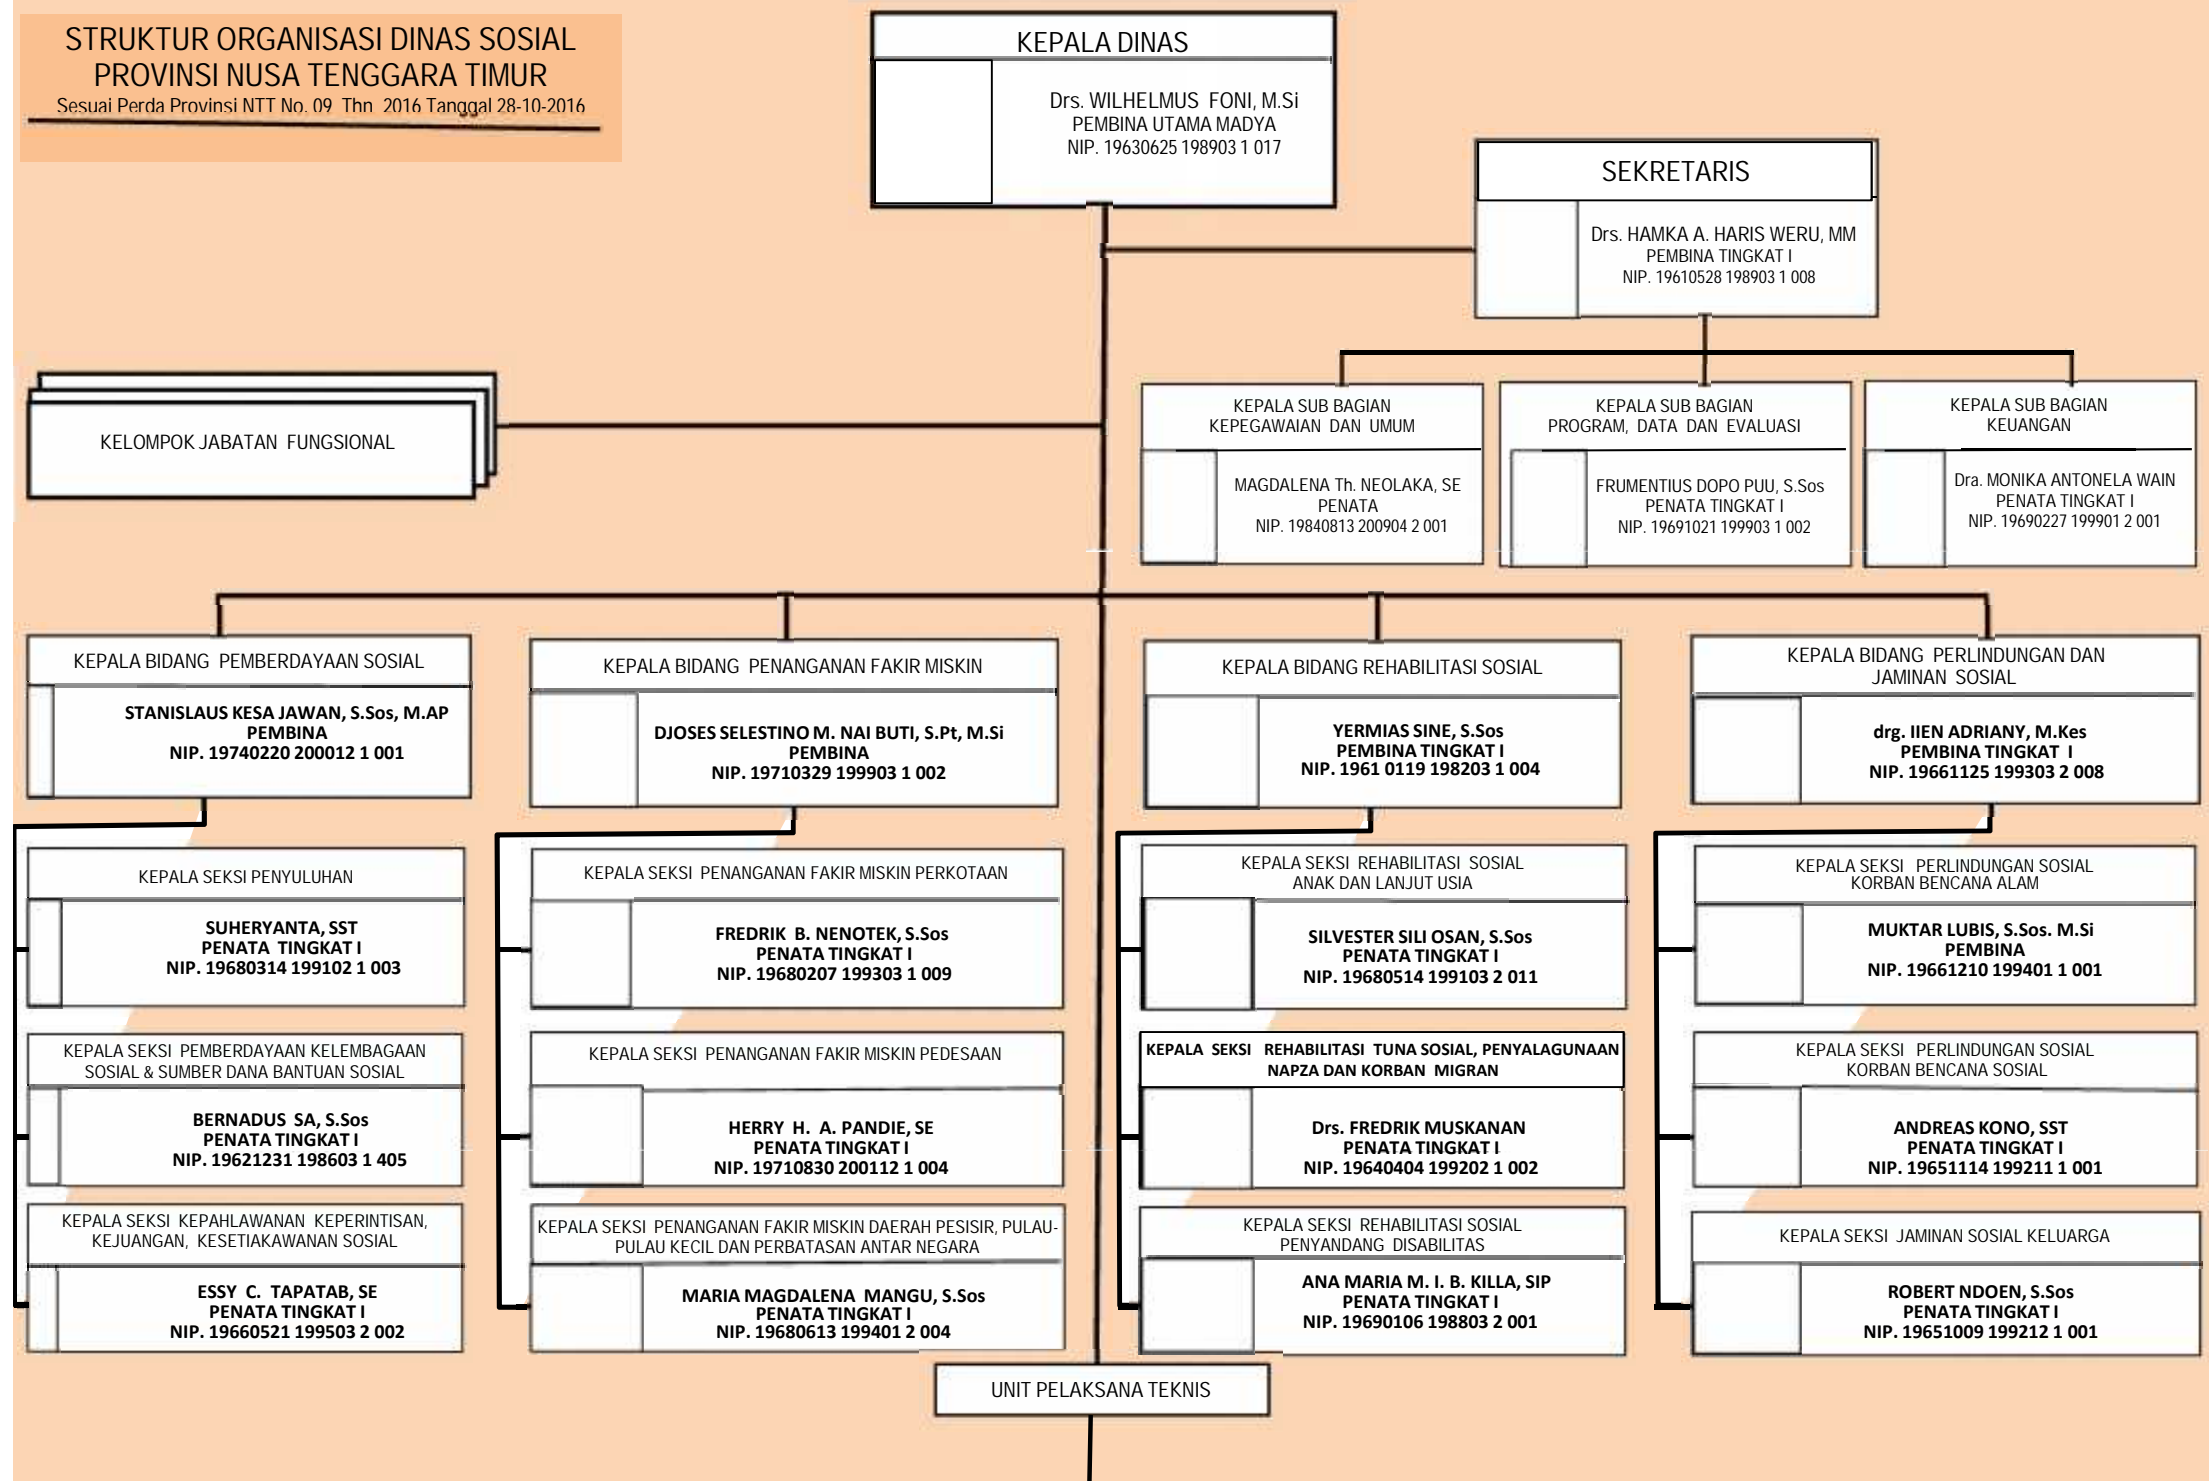 STRUKTUR ORGANISASI DINAS SOSIAL
PROVINSI NUSA TENGGARA TIMUR
Sesuai Perda Provinsi NTT No. 09 Thn 2016 Tanggal 28-10-2016
KEPALA DINAS
Drs. WILHELMUS FONI, M.Si
PEMBINA UTAMA MADYA
NIP. 19630625 198903 1 017
SEKRETARIS
Drs. HAMKA A. HARIS WERU, MM
PEMBINA TINGKAT I
NIP. 19610528 198903 1 008
KELOMPOK JABATAN FUNGSIONAL
KEPALA SUB BAGIAN
KEPEGAWAIAN DAN UMUM
MAGDALENA Th. NEOLAKA, SE
PENATA
NIP. 19840813 200904 2 001
KEPALA SUB BAGIAN
PROGRAM, DATA DAN EVALUASI
FRUMENTIUS DOPO PUU, S.Sos
PENATA TINGKAT I
NIP. 19691021 199903 1 002
KEPALA SUB BAGIAN
KEUANGAN
Dra. MONIKA ANTONELA WAIN
PENATA TINGKAT I
NIP. 19690227 199901 2 001
KEPALA BIDANG PEMBERDAYAAN SOSIAL
STANISLAUS KESA JAWAN, S.Sos, M.AP
PEMBINA
NIP. 19740220 200012 1 001
KEPALA SEKSI PENYULUHAN
SUHERYANTA, SST
PENATA TINGKAT I
NIP. 19680314 199102 1 003
KEPALA SEKSI PEMBERDAYAAN KELEMBAGAAN
SOSIAL & SUMBER DANA BANTUAN SOSIAL
BERNADUS SA, S.Sos
PENATA TINGKAT I
NIP. 19621231 198603 1 405
KEPALA SEKSI KEPAHLAWANAN KEPERINTISAN,
KEJUANGAN, KESETIAKAWANAN SOSIAL
ESSY C. TAPATAB, SE
PENATA TINGKAT I
NIP. 19660521 199503 2 002
KEPALA BIDANG PENANGANAN FAKIR MISKIN
DJOSES SELESTINO M. NAI BUTI, S.Pt, M.Si
PEMBINA
NIP. 19710329 199903 1 002
KEPALA SEKSI PENANGANAN FAKIR MISKIN PERKOTAAN
FREDRIK B. NENOTEK, S.Sos
PENATA TINGKAT I
NIP. 19680207 199303 1 009
KEPALA SEKSI PENANGANAN FAKIR MISKIN PEDESAAN
HERRY H. A. PANDIE, SE
PENATA TINGKAT I
NIP. 19710830 200112 1 004
KEPALA SEKSI PENANGANAN FAKIR MISKIN DAERAH PESISIR, PULAU-
PULAU KECIL DAN PERBATASAN ANTAR NEGARA
MARIA MAGDALENA MANGU, S.Sos
PENATA TINGKAT I
NIP. 19680613 199401 2 004
KEPALA BIDANG REHABILITASI SOSIAL
YERMIAS SINE, S.Sos
PEMBINA TINGKAT I
NIP. 1961 0119 198203 1 004
KEPALA SEKSI REHABILITASI SOSIAL
ANAK DAN LANJUT USIA
SILVESTER SILI OSAN, S.Sos
PENATA TINGKAT I
NIP. 19680514 199103 2 011
KEPALA SEKSI REHABILITASI TUNA SOSIAL, PENYALAGUNAAN
NAPZA DAN KORBAN MIGRAN
Drs. FREDRIK MUSKANAN
PENATA TINGKAT I
NIP. 19640404 199202 1 002
KEPALA SEKSI REHABILITASI SOSIAL
PENYANDANG DISABILITAS
ANA MARIA M. I. B. KILLA, SIP
PENATA TINGKAT I
NIP. 19690106 198803 2 001
KEPALA BIDANG PERLINDUNGAN DAN
JAMINAN SOSIAL
drg. IIEN ADRIANY, M.Kes
PEMBINA TINGKAT I
NIP. 19661125 199303 2 008
KEPALA SEKSI PERLINDUNGAN SOSIAL
KORBAN BENCANA ALAM
MUKTAR LUBIS, S.Sos. M.Si
PEMBINA
NIP. 19661210 199401 1 001
KEPALA SEKSI PERLINDUNGAN SOSIAL
KORBAN BENCANA SOSIAL
ANDREAS KONO, SST
PENATA TINGKAT I
NIP. 19651114 199211 1 001
KEPALA SEKSI JAMINAN SOSIAL KELUARGA
ROBERT NDOEN, S.Sos
PENATA TINGKAT I
NIP. 19651009 199212 1 001
UNIT PELAKSANA TEKNIS